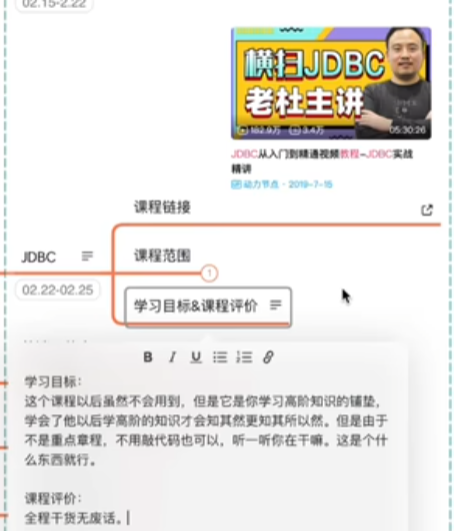 02.15-2.22
横扫JDBC
老杜主讲
182.9万 3.4万 05:30:26
JDBC从入门到精通视频教程-JDBC实战
精讲
动力节点 · 2019-7-15
课程链接
JDBC
课程范围
1
02.22-02.25
学习目标&课程评价
B I U
学习目标：
这个课程以后虽然不会用到，但是它是你学习高阶知识的铺垫，
学会了他以后学高阶的知识才会知其然更知其所以然。但是由于
不是重点章程，不用敲代码也可以，听一听你在干嘛。这是个什
么东西就行。
课程评价：
全程干货无废话。